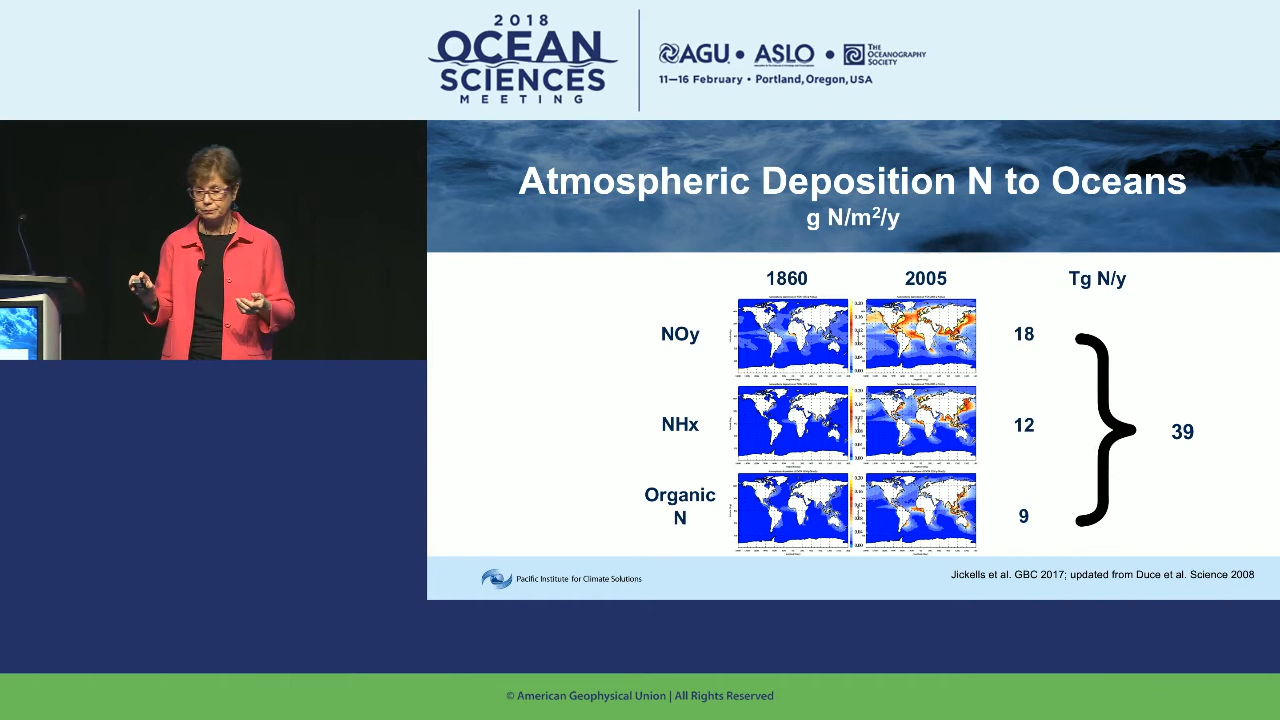 2018
OCEAN
SCIENCES
MEETING
AGU • ASLO • THE OCEANOGRAPHY SOCIETY
11–16 February • Portland, Oregon, USA
Atmospheric Deposition N to Oceans
g N/m²/y
1860 2005 Tg N/y
NOy 18
NHx 12
39
Organic
N 9
Pacific Institute for Climate Solutions
Jickells et al. GBC 2017; updated from Duce et al. Science 2008
© American Geophysical Union | All Rights Reserved